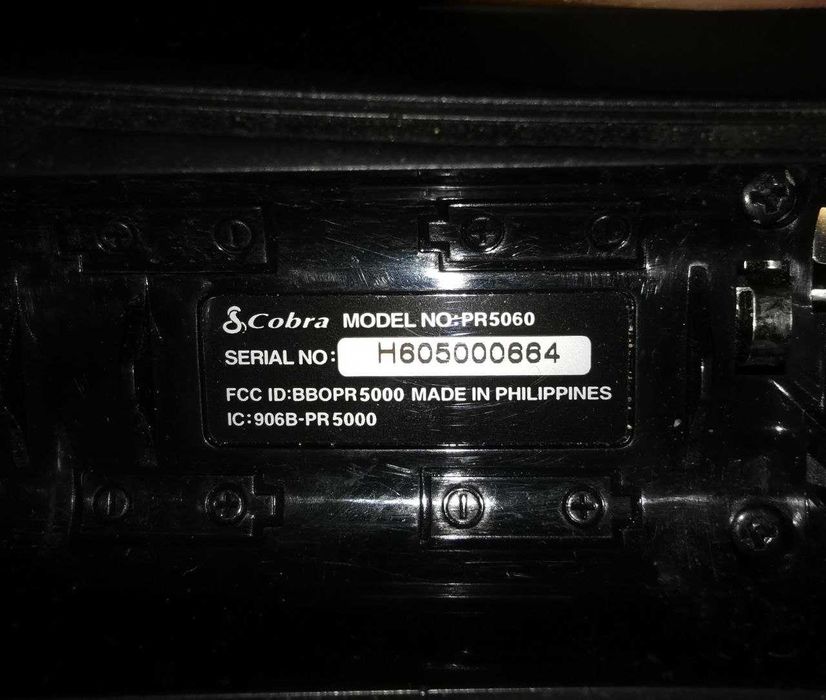 Cobra MODEL NO:PR5060
SERIAL NO: H605000664
FCC ID:BBOPR5000 MADE IN PHILIPPINES
IC:906B-PR5000